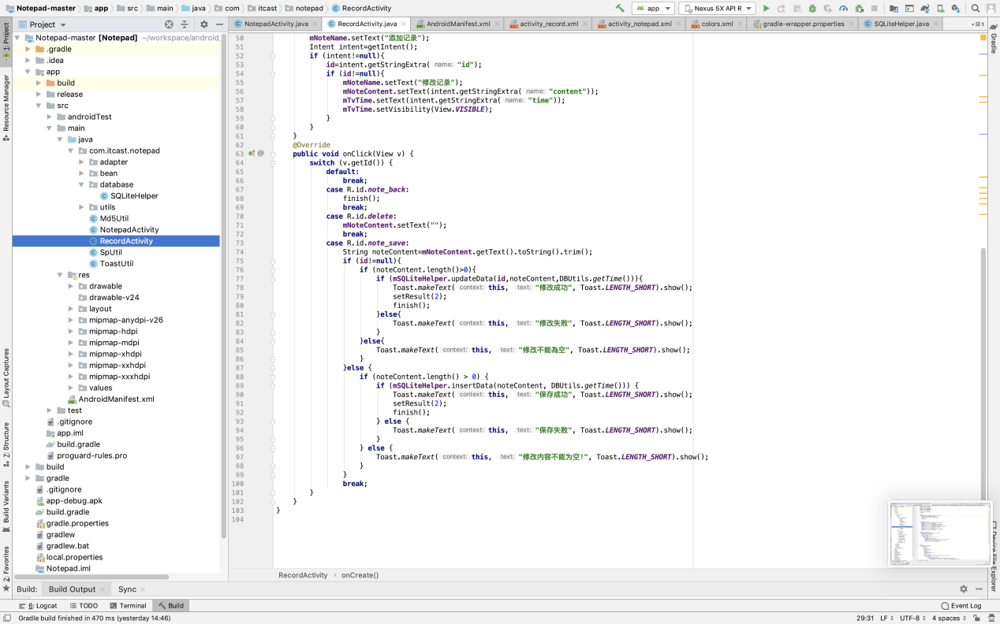 Notepad-master
app
src
main
java
com
itcast
notepad
RecordActivity
app
Nexus 5X API R
Project
NotepadActivity.java
RecordActivity.java
AndroidManifest.xml
activity_record.xml
activity_notepad.xml
colors.xml
gradle-wrapper.properties
SQLiteHelper.java
1: Project
Resource Manager
Layout Captures
Z: Structure
Build Variants
2: Favorites
Gradle
Device File Explorer
Notepad-master [Notepad] ~/workspace/android
.gradle
.idea
app
build
release
src
androidTest
main
java
com.itcast.notepad
adapter
bean
database
SQLiteHelper
utils
Md5Util
NotepadActivity
RecordActivity
SpUtil
ToastUtil
res
drawable
drawable-v24
layout
mipmap-anydpi-v26
mipmap-hdpi
mipmap-mdpi
mipmap-xhdpi
mipmap-xxhdpi
mipmap-xxxhdpi
values
AndroidManifest.xml
test
.gitignore
app.iml
build.gradle
proguard-rules.pro
build
gradle
.gitignore
app-debug.apk
build.gradle
gradle.properties
gradlew
gradlew.bat
local.properties
Notepad.iml
50 mNoteName.setText("添加记录");
51 Intent intent=getIntent();
52 if (intent!=null){
53 id=intent.getStringExtra( name: "id");
54 if (id!=null){
55 mNoteName.setText("修改记录");
56 mNoteContent.setText(intent.getStringExtra( name: "content"));
57 mTvTime.setText(intent.getStringExtra( name: "time"));
58 mTvTime.setVisibility(View.VISIBLE);
59 }
60 }
61 }
62 @Override
63 public void onClick(View v) {
64 switch (v.getId()) {
65 default:
66 break;
67 case R.id.note_back:
68 finish();
69 break;
70 case R.id.delete:
71 mNoteContent.setText("");
72 break;
73 case R.id.note_save:
74 String noteContent=mNoteContent.getText().toString().trim();
75 if (id!=null){
76 if (noteContent.length()>0){
77 if (mSQLiteHelper.updateData(id,noteContent,DBUtils.getTime())){
78 Toast.makeText( context: this, text: "修改成功", Toast.LENGTH_SHORT).show();
79 setResult(2);
80 finish();
81 }else{
82 Toast.makeText( context: this, text: "修改失败", Toast.LENGTH_SHORT).show();
83 }
84 }else{
85 Toast.makeText( context: this, text: "修改不能為空", Toast.LENGTH_SHORT).show();
86 }
87 }else {
88 if (noteContent.length() > 0) {
89 if (mSQLiteHelper.insertData(noteContent, DBUtils.getTime())) {
90 Toast.makeText( context: this, text: "保存成功", Toast.LENGTH_SHORT).show();
91 setResult(2);
92 finish();
93 } else {
94 Toast.makeText( context: this, text: "保存失败", Toast.LENGTH_SHORT).show();
95 }
96 } else {
97 Toast.makeText( context: this, text: "修改内容不能为空!", Toast.LENGTH_SHORT).show();
98 }
99 }
100 break;
101 }
102 }
103 }
104
RecordActivity › onCreate()
Build: Build Output × Sync ×
6: Logcat TODO Terminal Build Event Log
Gradle build finished in 470 ms (yesterday 14:46) 29:31 LF UTF-8 4 spaces